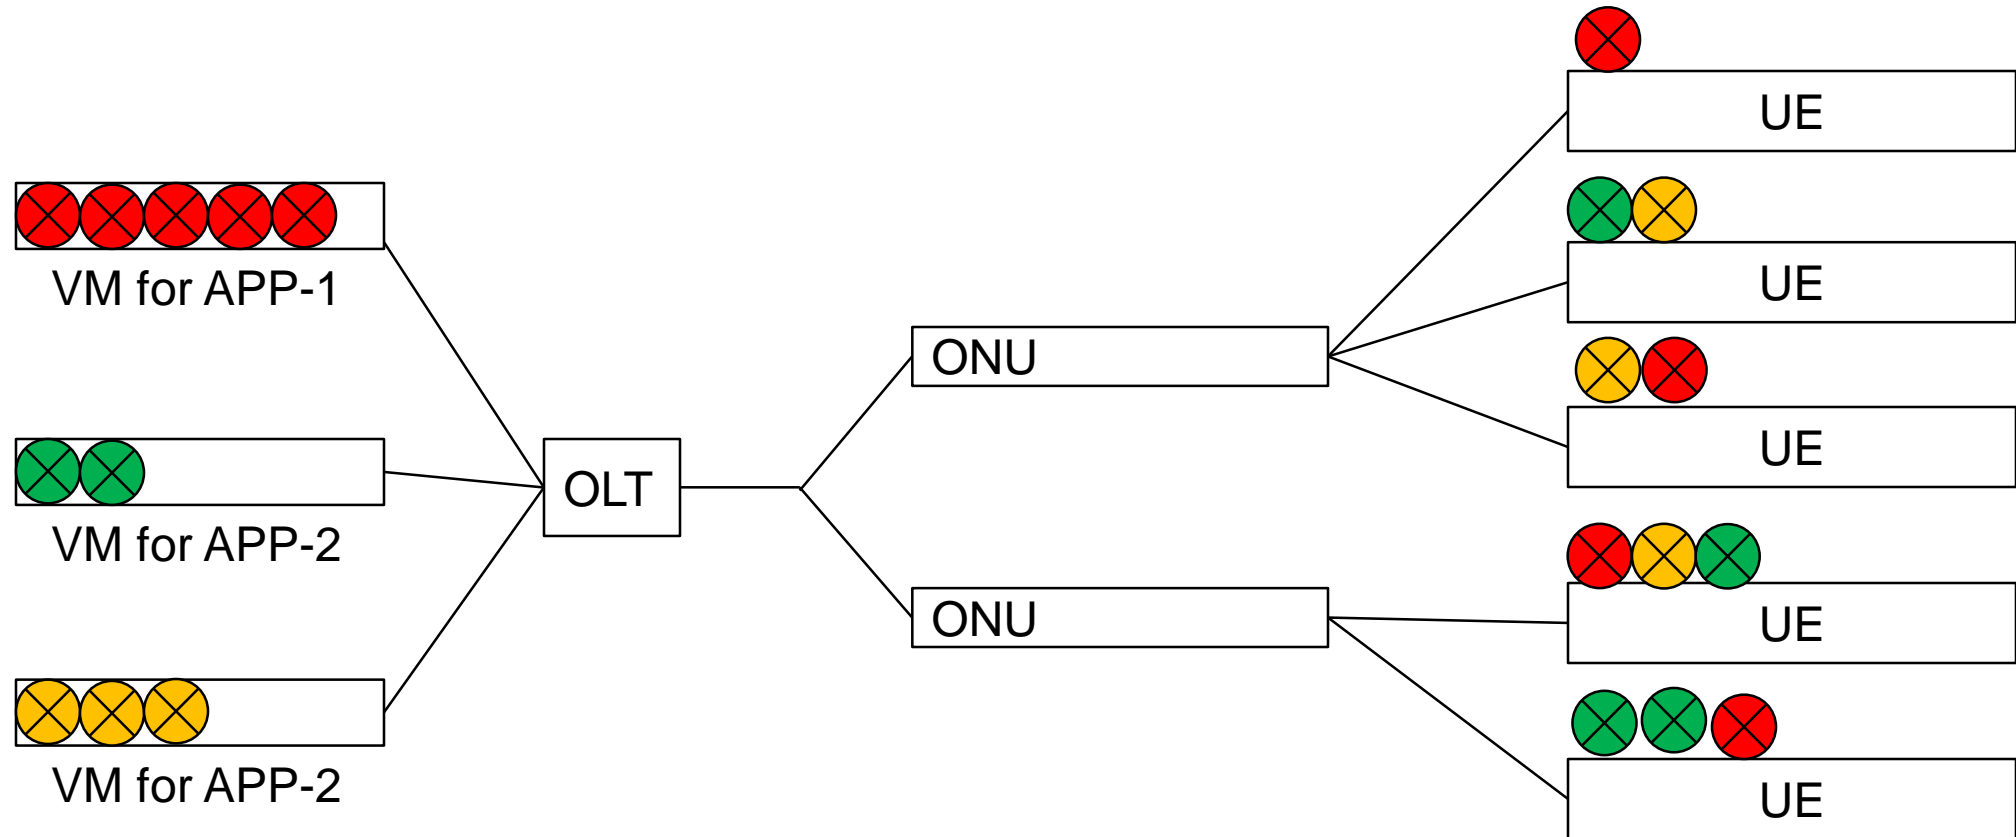 VM for APP-1
VM for APP-2
VM for APP-2
OLT
ONU
ONU
UE
UE
UE
UE
UE